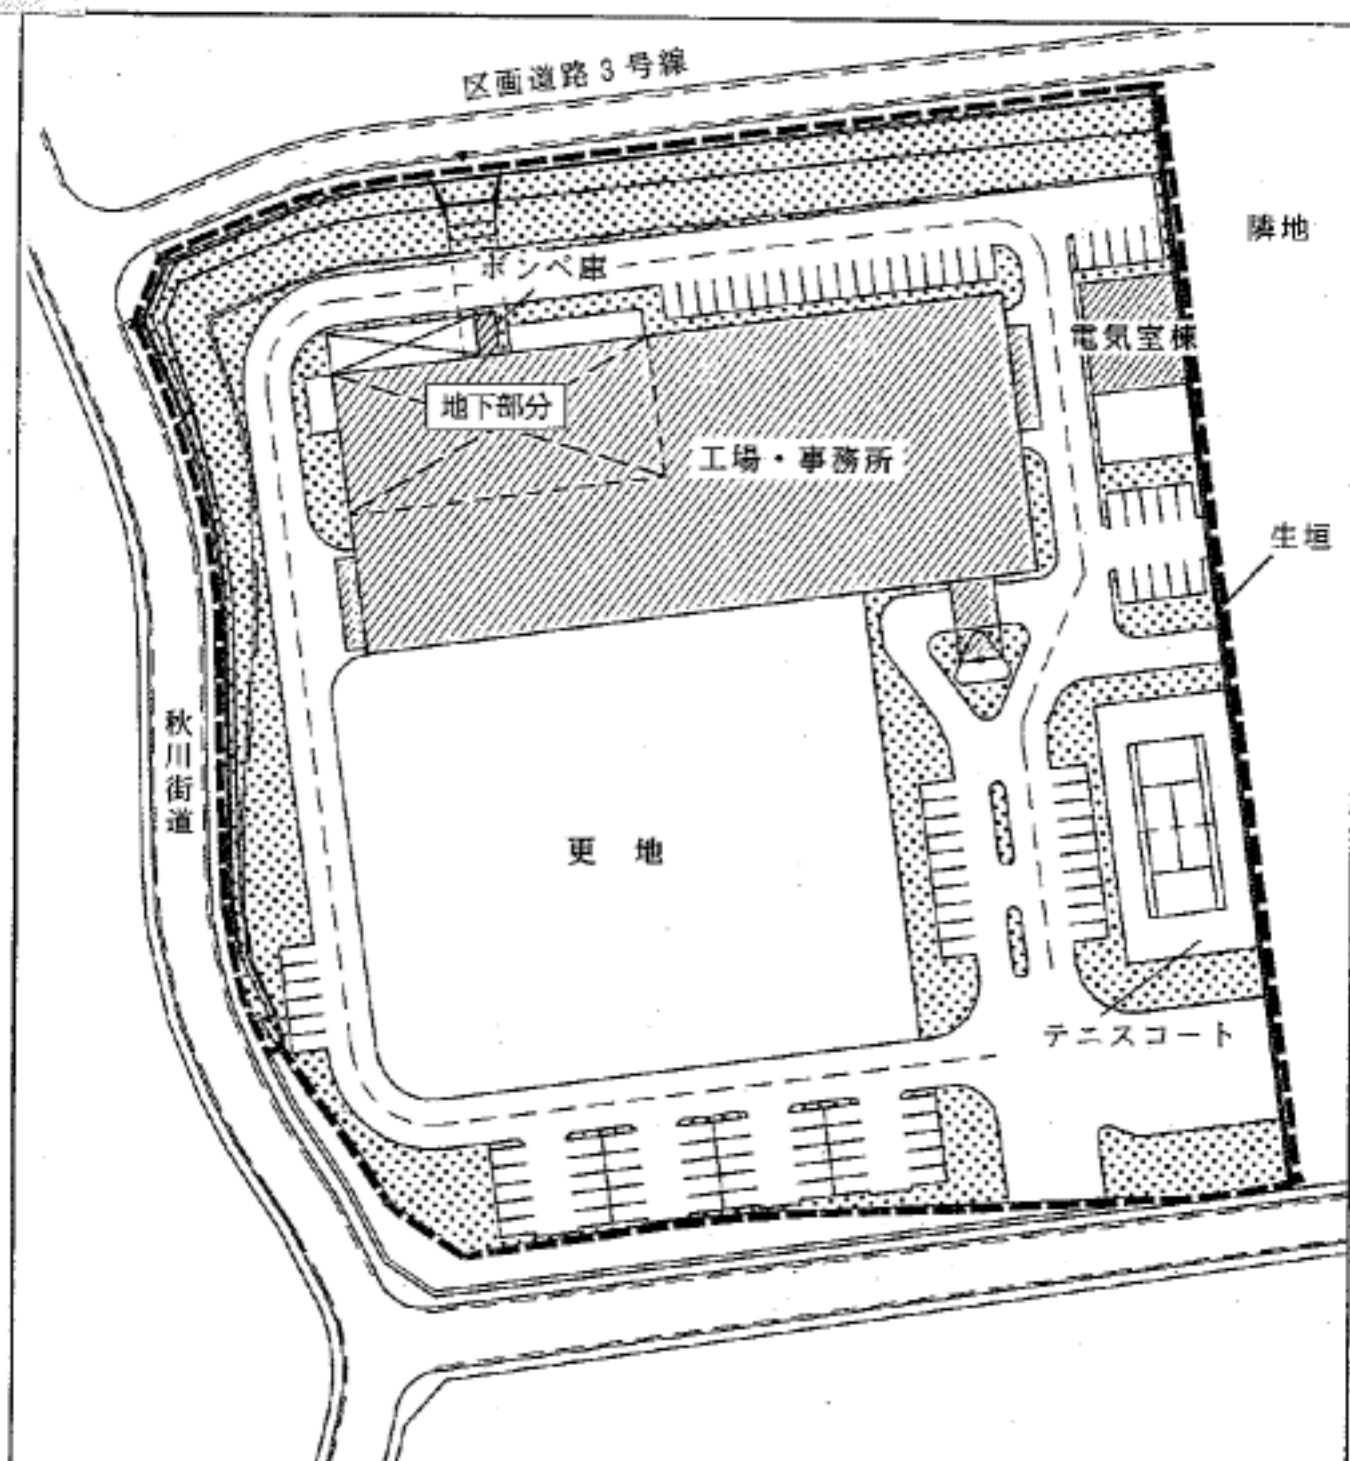 区画道路3号線
隣地
ボンベ庫
電気室棟
地下部分
工場・事務所
生垣
秋川街道
更地
テニスコート